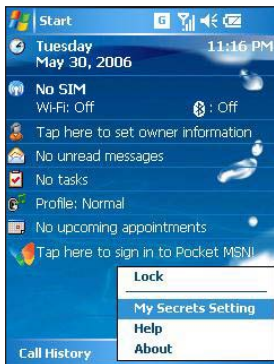 Start G
Tuesday 11:16 PM
May 30, 2006
No SIM
Wi-Fi: Off : Off
Tap here to set owner information
No unread messages
No tasks
Profile: Normal
No upcoming appointments
Tap here to sign in to Pocket MSN!
Lock
My Secrets Setting
Help
About
Call History